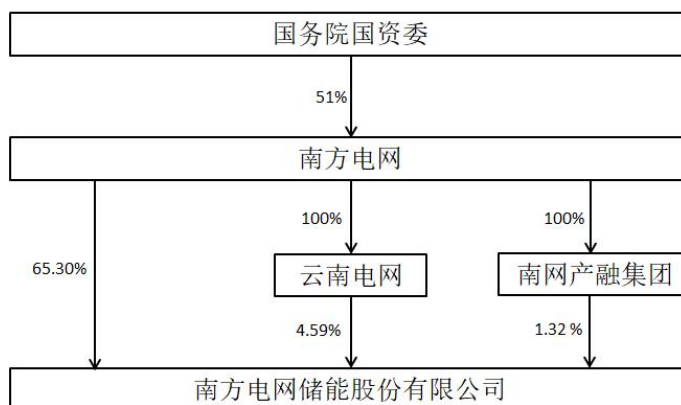 国务院国资委
51%
南方电网
100%
100%
65.30%
云南电网
南网产融集团
4.59%
1.32 %
南方电网储能股份有限公司